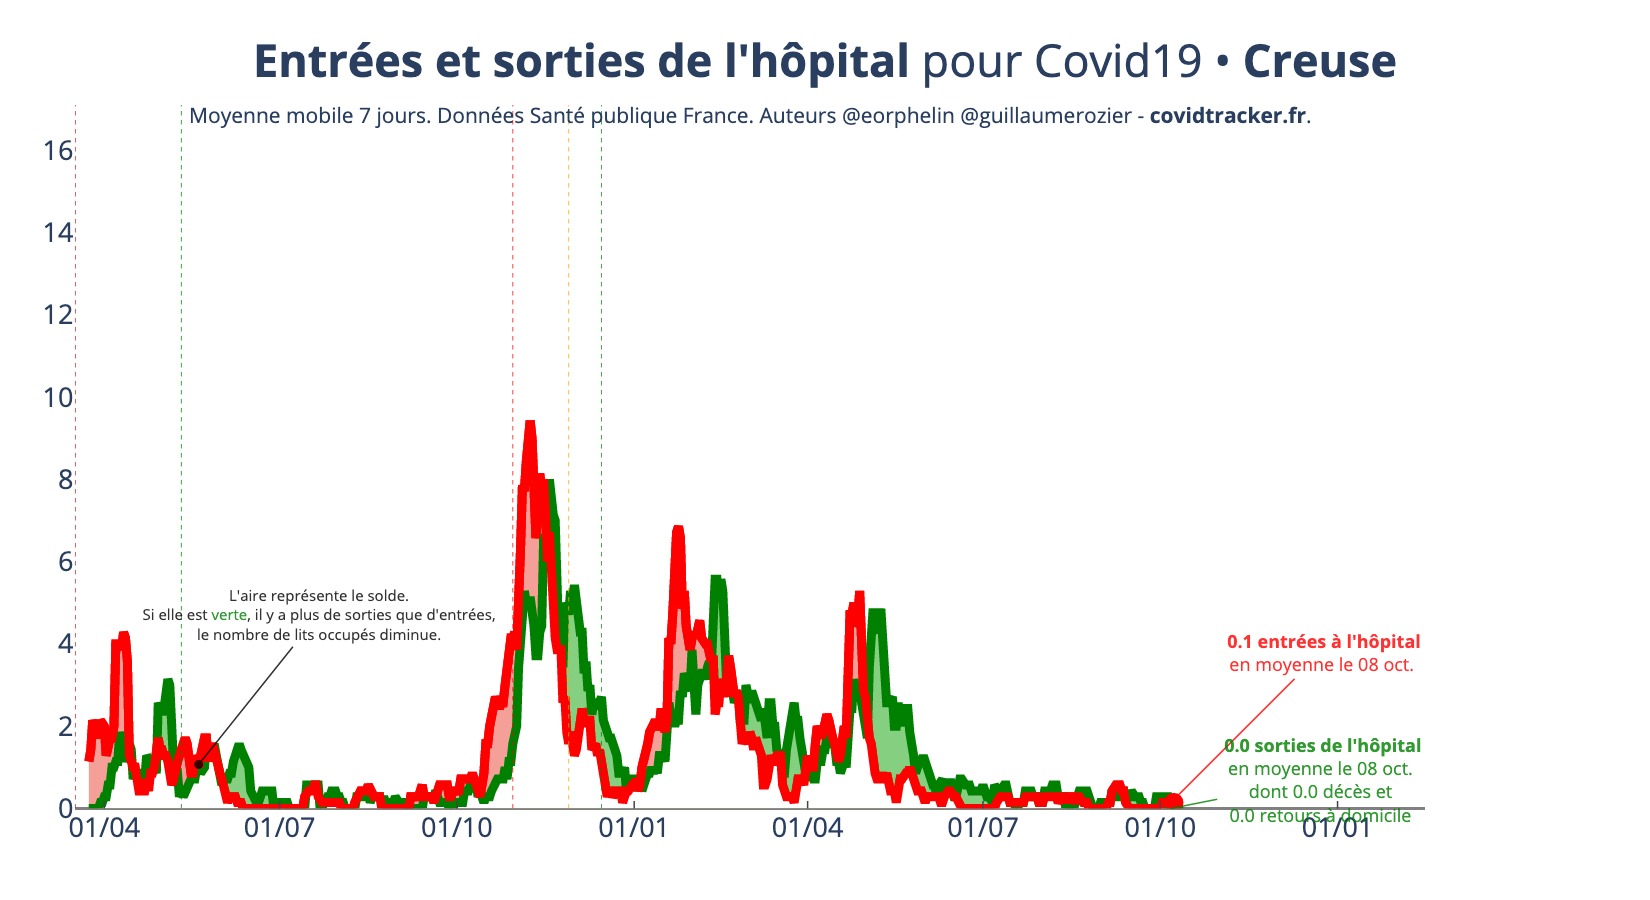 Entrées et sorties de l'hôpital pour Covid19 • Creuse
Moyenne mobile 7 jours. Données Santé publique France. Auteurs @eorphelin @guillaumerozier - covidtracker.fr.
16
14
12
10
8
6
4
2
0
L'aire représente le solde.
Si elle est verte, il y a plus de sorties que d'entrées,
le nombre de lits occupés diminue.
0.1 entrées à l'hôpital
en moyenne le 08 oct.
0.0 sorties de l'hôpital
en moyenne le 08 oct.
dont 0.0 décès et
0.0 retours à domicile
01/04 01/07 01/10 01/01 01/04 01/07 01/10 01/01